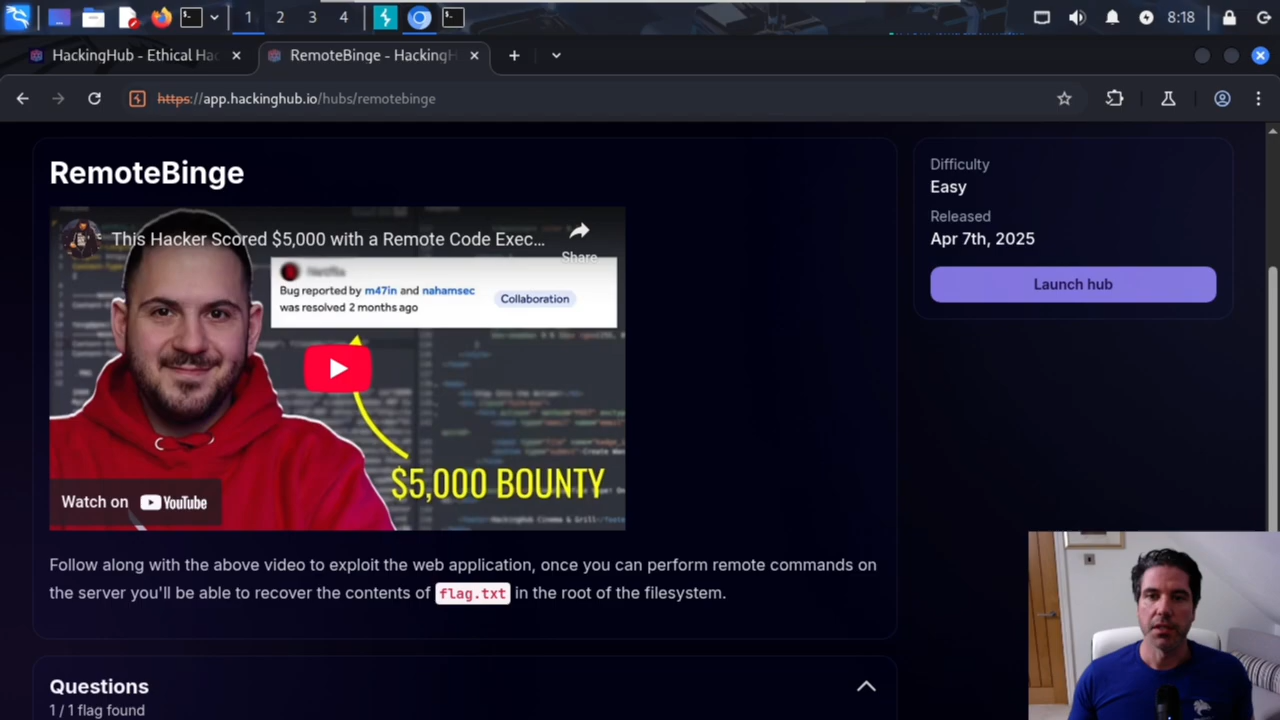 1 2 3 4
8:18
HackingHub - Ethical Hac
RemoteBinge - HackingH
https://app.hackinghub.io/hubs/remotebinge
RemoteBinge
This Hacker Scored $5,000 with a Remote Code Exec...
Share
Bug reported by m47in and nahamsec
was resolved 2 months ago
Collaboration
$5,000 BOUNTY
Watch on YouTube
Follow along with the above video to exploit the web application, once you can perform remote commands on
the server you'll be able to recover the contents of flag.txt in the root of the filesystem.
Questions
1 / 1 flag found
Difficulty
Easy
Released
Apr 7th, 2025
Launch hub